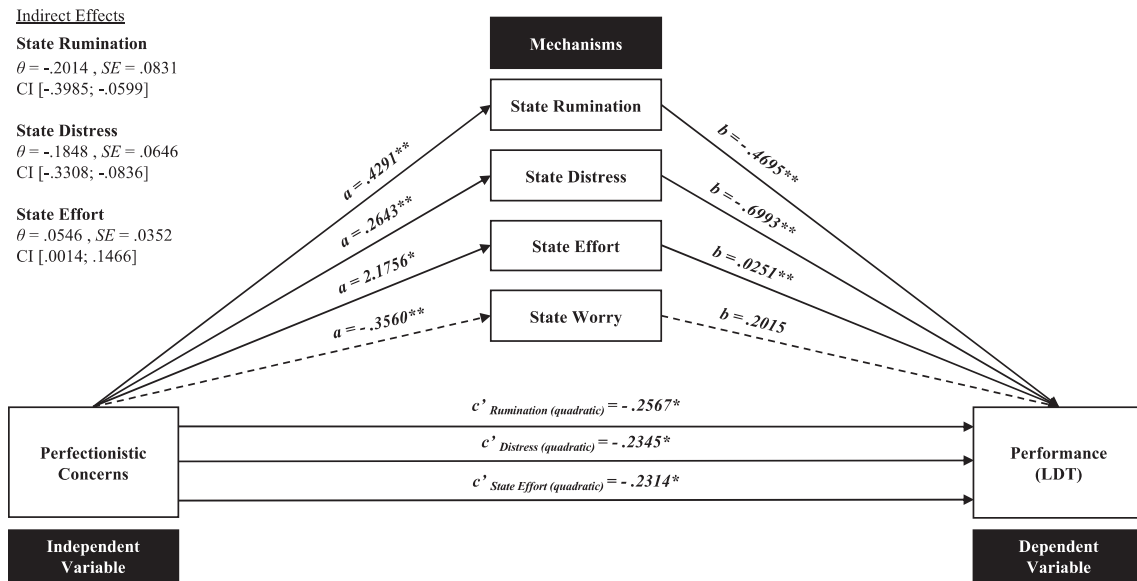 Indirect Effects
State Rumination
θ = -.2014 , SE = .0831
CI [-.3985; -.0599]
State Distress
θ = -.1848 , SE = .0646
CI [-.3308; -.0836]
State Effort
θ = .0546 , SE = .0352
CI [.0014; .1466]
Mechanisms
State Rumination
State Distress
State Effort
State Worry
a = .4291**
a = .2643**
a = 2.1756*
a = - .3560**
b = - .4695**
b = - .6993**
b = .0251**
b = .2015
c' Rumination (quadratic) = - .2567*
c' Distress (quadratic) = - .2345*
c' State Effort (quadratic) = - .2314*
Perfectionistic
Concerns
Performance
(LDT)
Independent
Variable
Dependent
Variable